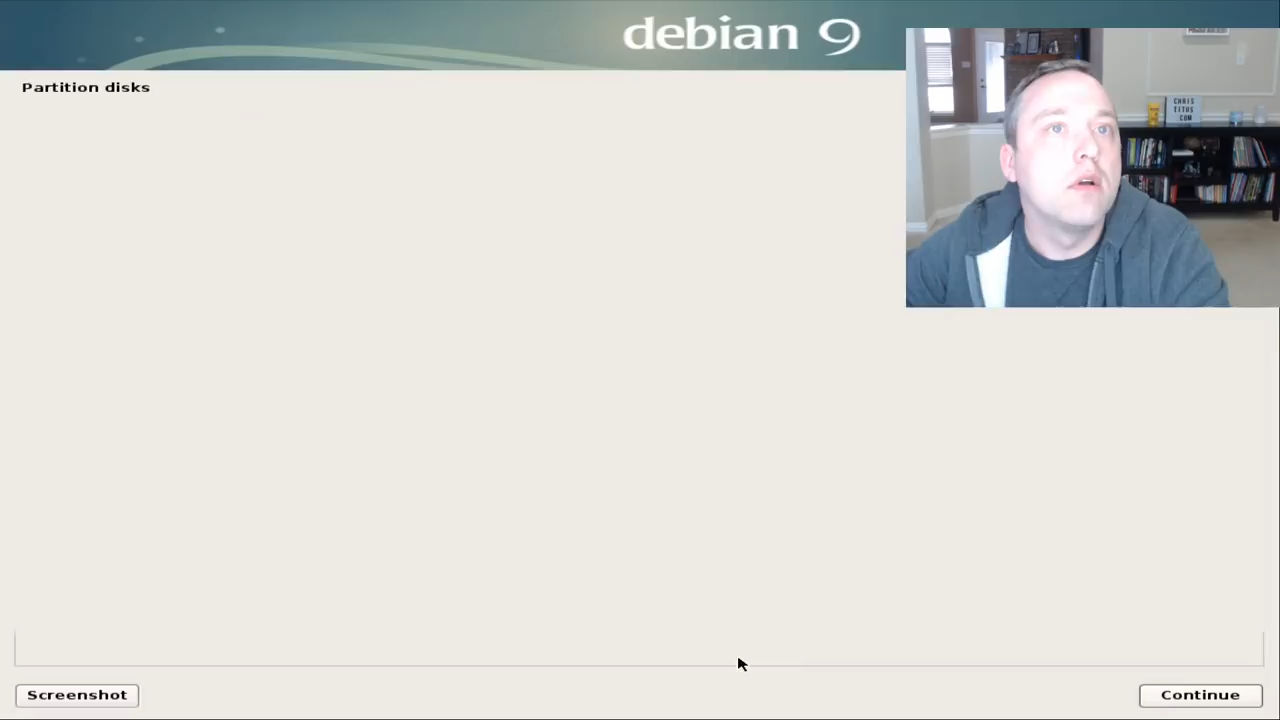 debian 9
Partition disks
CHRIS
TITUS
COM
Screenshot
Continue